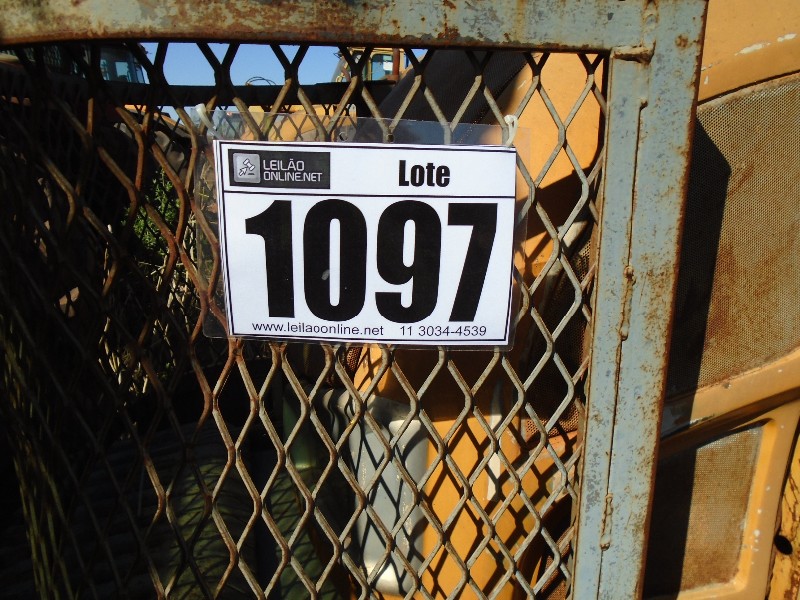 LEILÃO
ONLINE.NET
Lote
1097
www.leilaoonline.net 11 3034-4539